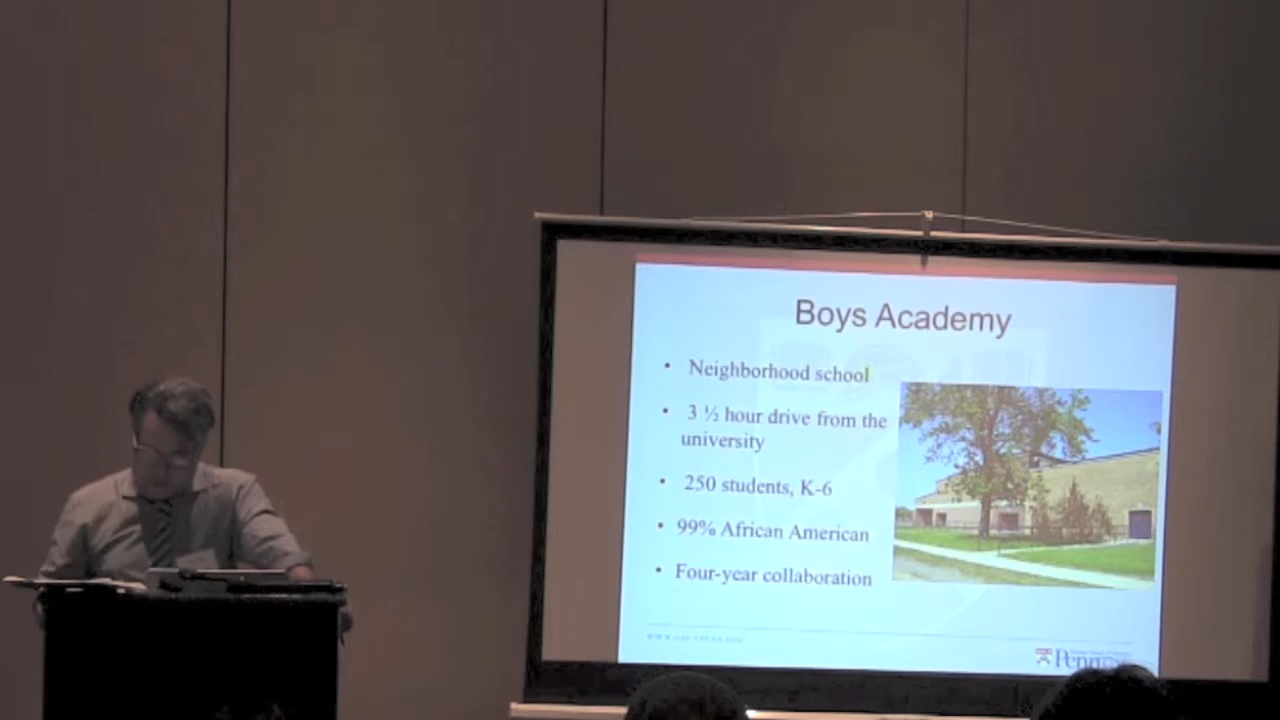 Boys Academy
• Neighborhood school
• 3 ½ hour drive from the
university
• 250 students, K-6
• 99% African American
• Four-year collaboration
Penn